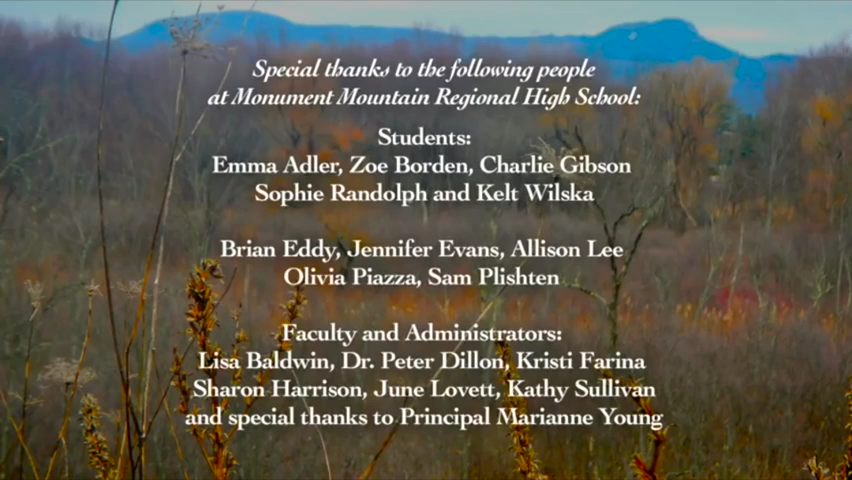 Special thanks to the following people
at Monument Mountain Regional High School:
Students:
Emma Adler, Zoe Borden, Charlie Gibson
Sophie Randolph and Kelt Wilska
Brian Eddy, Jennifer Evans, Allison Lee
Olivia Piazza, Sam Plishten
Faculty and Administrators:
Lisa Baldwin, Dr. Peter Dillon, Kristi Farina
Sharon Harrison, June Lovett, Kathy Sullivan
and special thanks to Principal Marianne Young